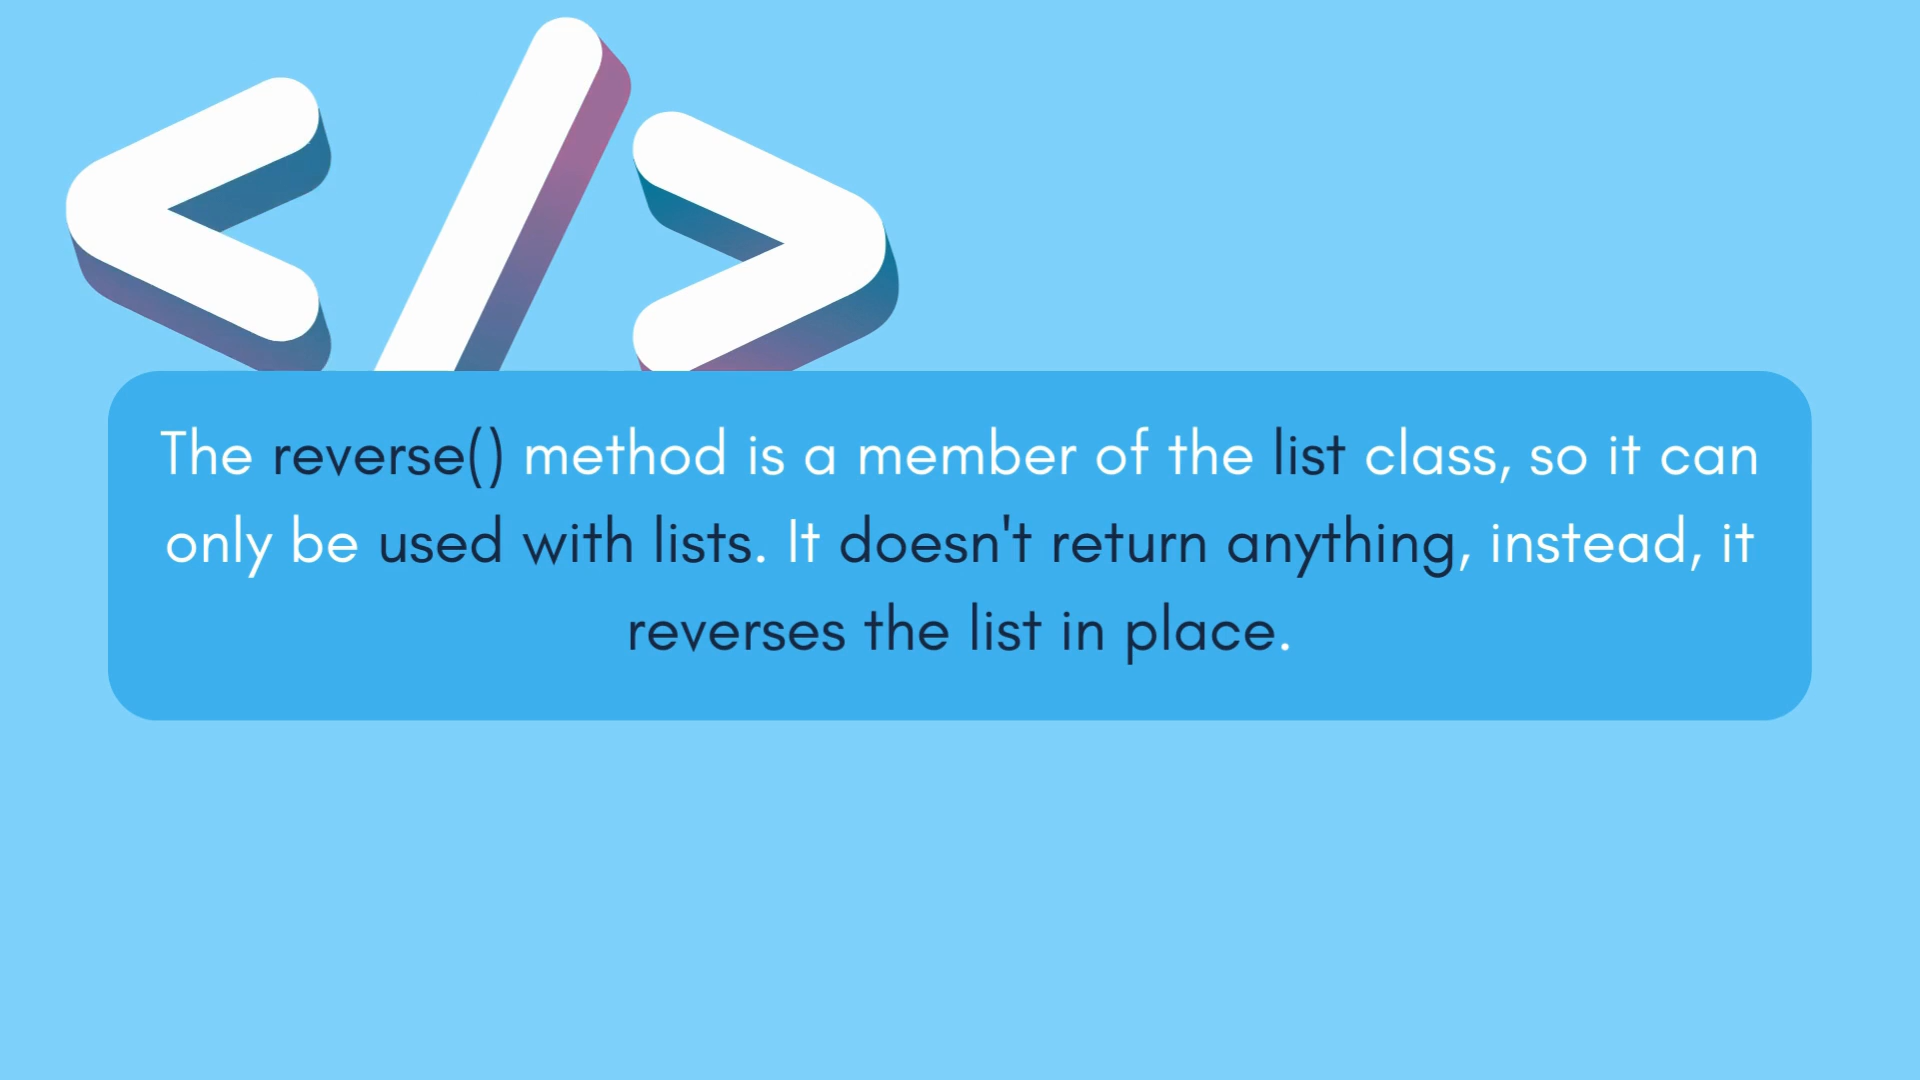 The reverse() method is a member of the list class, so it can
only be used with lists. It doesn't return anything, instead, it
reverses the list in place.